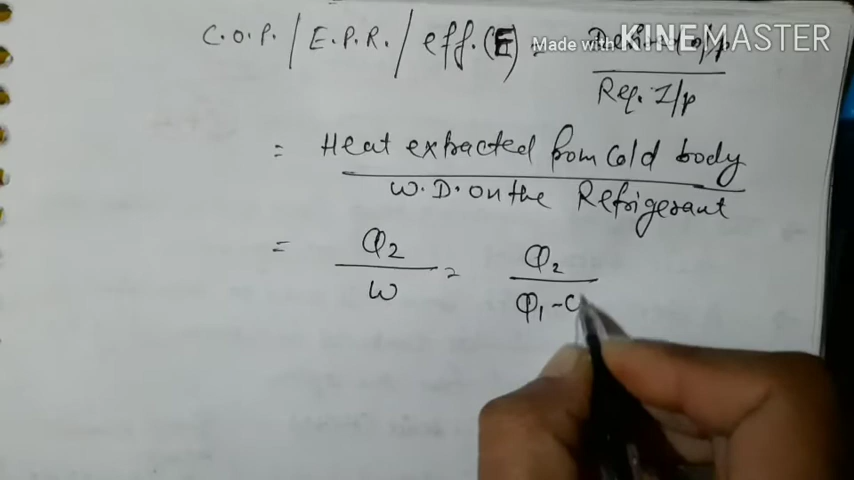 C.O.P. / E.P.R. / eff.(E) =
Made with KINEMASTER
Req. I/p
= Heat extracted from Cold body
W.D. on the Refrigerant
= Q2 / W = Q2 / Q1 -